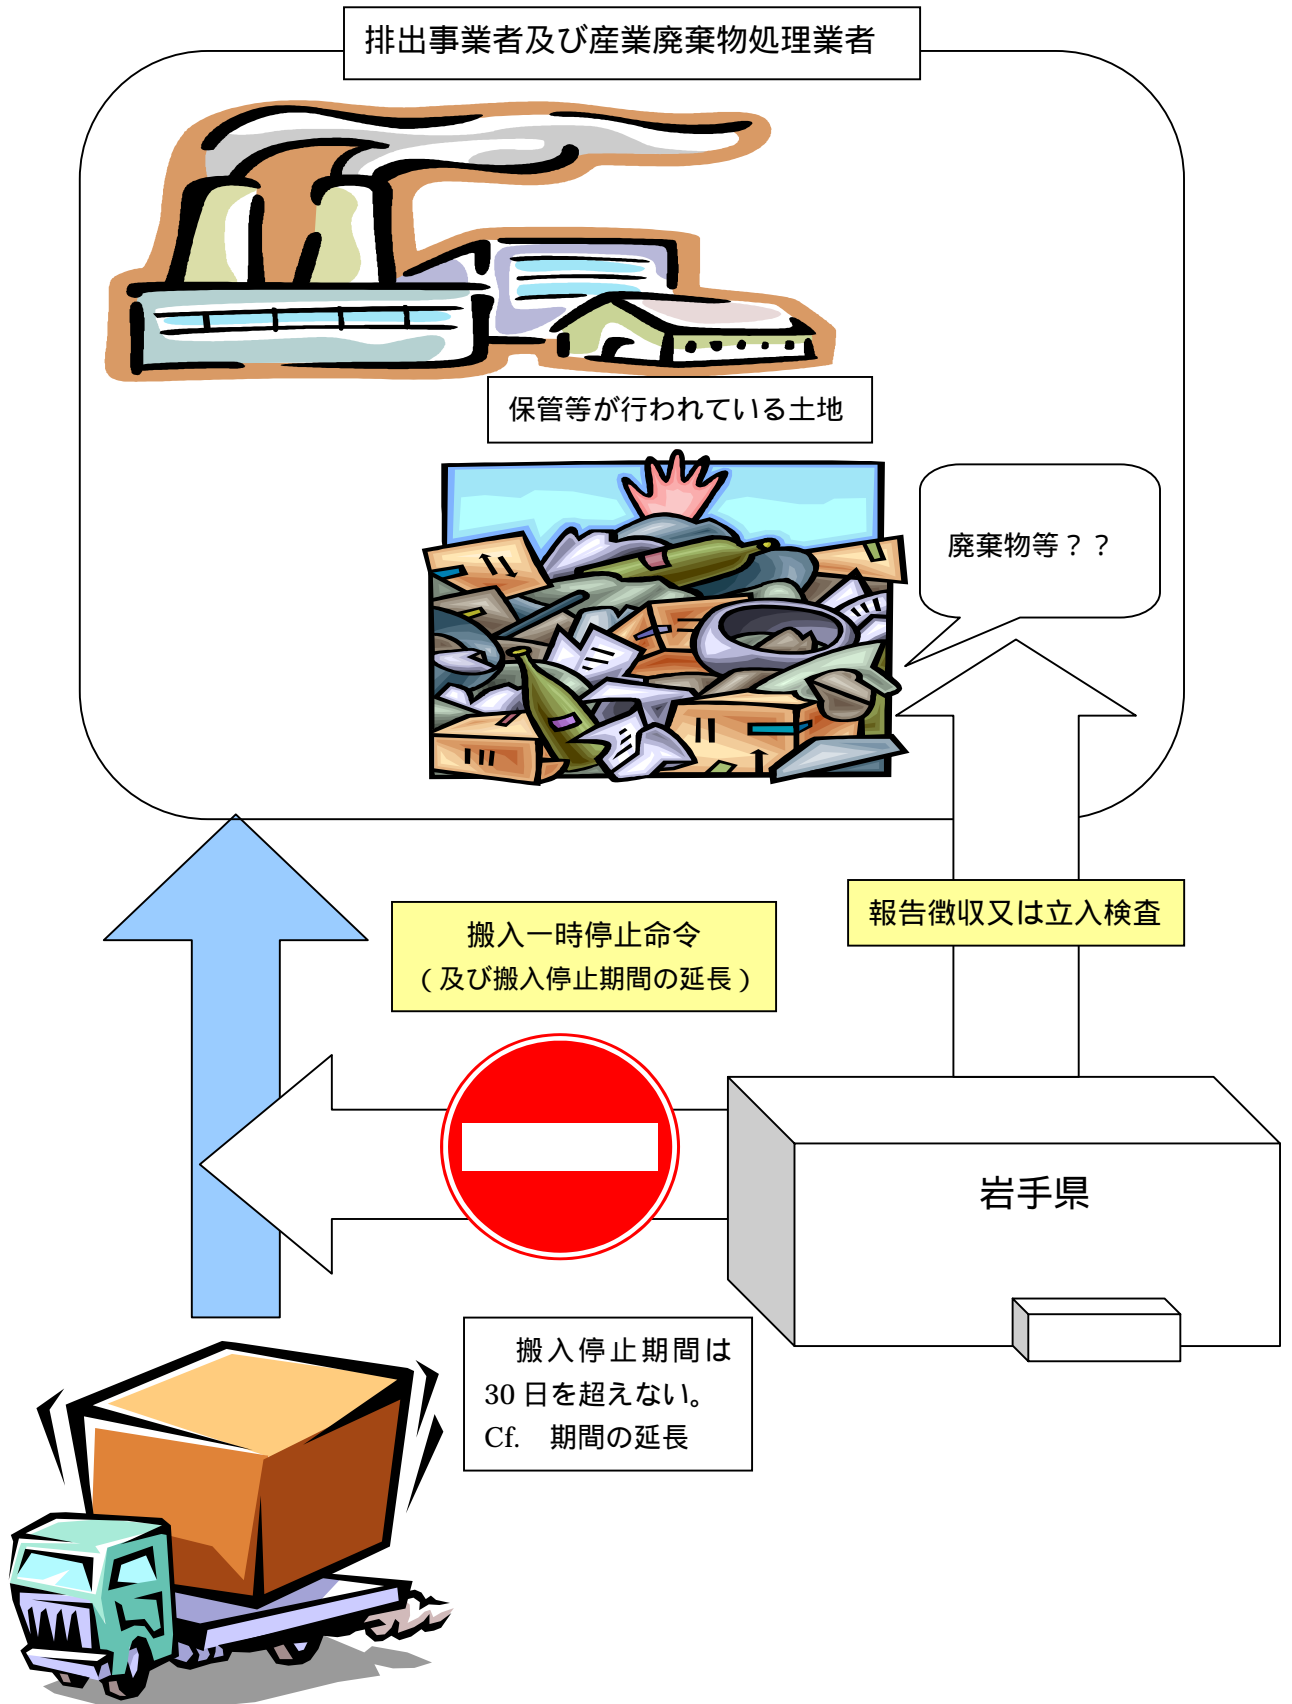 排出事業者及び産業廃棄物処理業者
保管等が行われている土地
廃棄物等？？
報告徴収又は立入検査
搬入一時停止命令
（及び搬入停止期間の延長）
岩手県
搬入停止期間は
30日を超えない。
Cf.　期間の延長